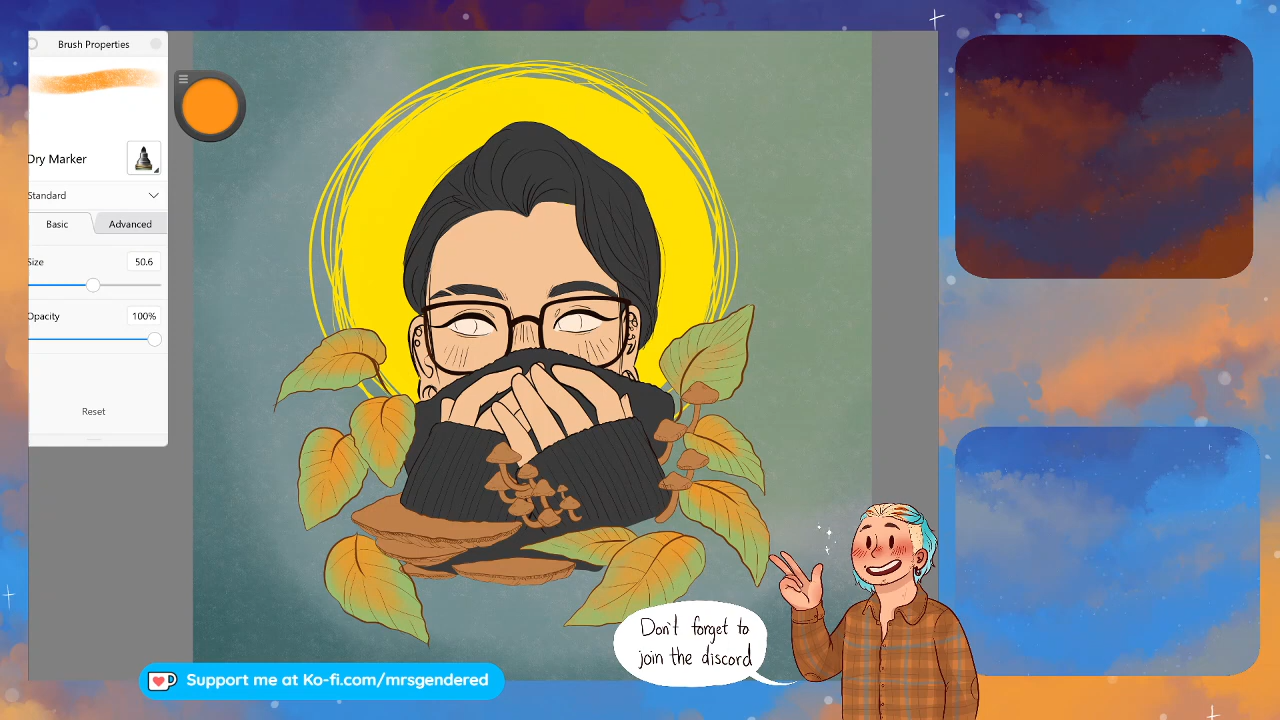 Brush Properties
Dry Marker
Standard
Basic
Advanced
Size
50.6
Opacity
100%
Reset
Don't forget to
join the discord
Support me at Ko-fi.com/mrsgendered